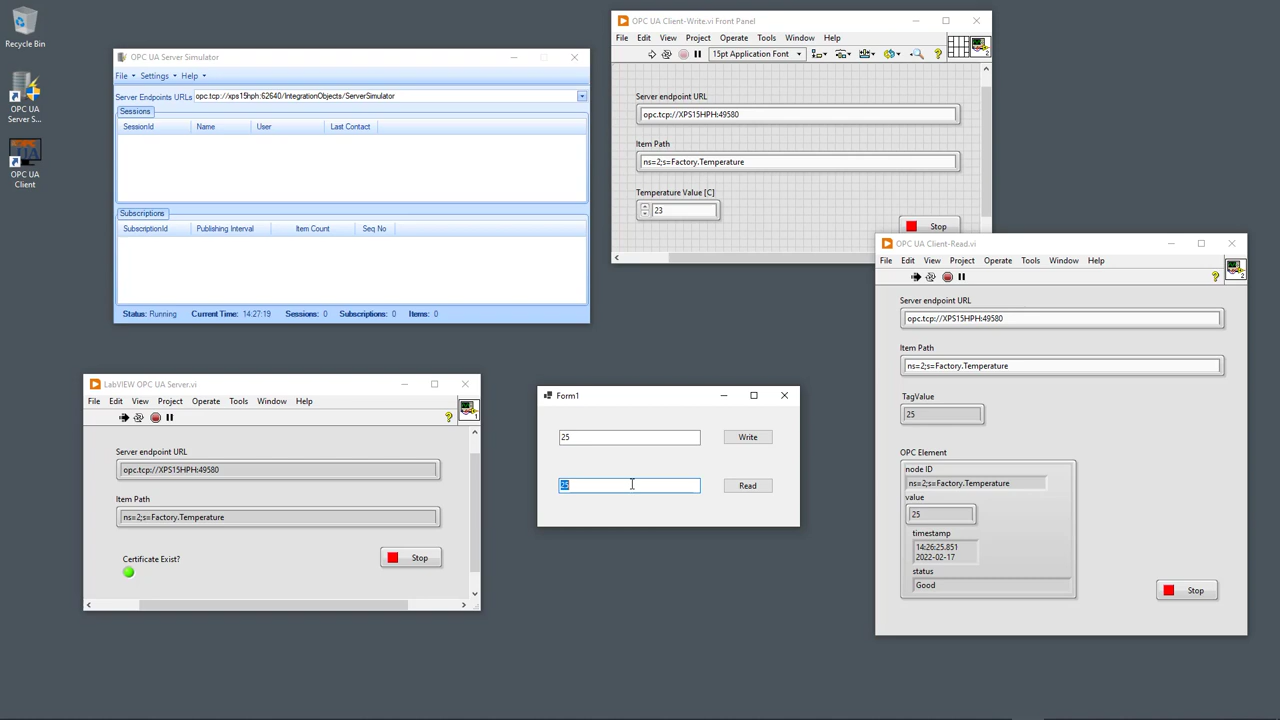 Recycle Bin
OPC UA
Server S...
OPC UA
Client
OPC UA Server Simulator
File Settings Help
Server Endpoints URLs opc.tcp://xps15hph:62640/IntegrationObjects/ServerSimulator
Sessions
SessionId Name User Last Contact
Subscriptions
SubscriptionId Publishing Interval Item Count Seq No
Status: Running Current Time: 14:27:19 Sessions: 0 Subscriptions: 0 Items: 0
OPC UA Client-Write.vi Front Panel
File Edit View Project Operate Tools Window Help
15pt Application Font
?
2
Server endpoint URL
opc.tcp://XPS15HPH:49580
Item Path
ns=2;s=Factory.Temperature
Temperature Value [C]
23
Stop
OPC UA Client-Read.vi
File Edit View Project Operate Tools Window Help
?
2
Server endpoint URL
opc.tcp://XPS15HPH:49580
Item Path
ns=2;s=Factory.Temperature
TagValue
25
OPC Element
node ID
ns=2;s=Factory.Temperature
value
25
timestamp
14:26:25.851
2022-02-17
status
Good
Stop
LabVIEW OPC UA Server.vi
File Edit View Project Operate Tools Window Help
?
1
Server endpoint URL
opc.tcp://XPS15HPH:49580
Item Path
ns=2;s=Factory.Temperature
Certificate Exist?
Stop
Form1
25 Write
25 Read